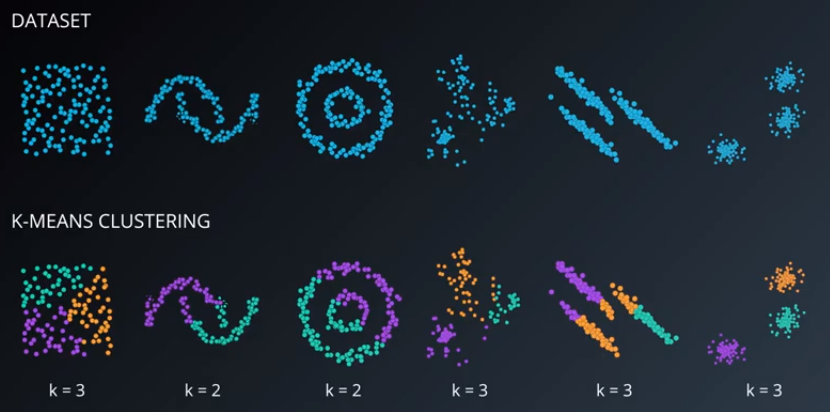 DATASET
K-MEANS CLUSTERING
k = 3
k = 2
k = 2
k = 3
k = 3
k = 3